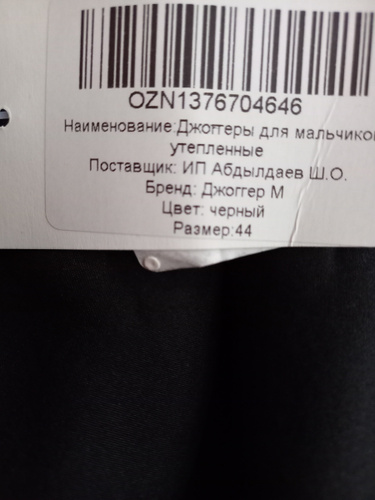 OZN1376704646
Наименование:Джоггеры для мальчиков
утепленные
Поставщик: ИП Абдылдаев Ш.О.
Бренд: Джоггер М
Цвет: черный
Размер:44